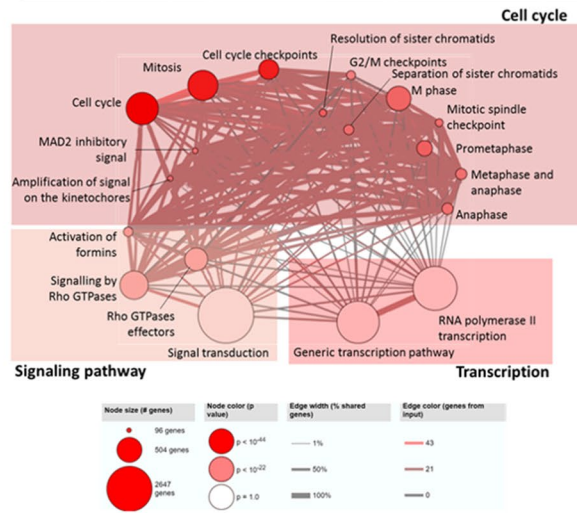 Cell cycle
Resolution of sister chromatids
Cell cycle checkpoints
G2/M checkpoints
Mitosis
Separation of sister chromatids
M phase
Cell cycle
Mitotic spindle
checkpoint
MAD2 inhibitory
signal
Prometaphase
Amplification of signal
on the kinetochores
Metaphase and
anaphase
Anaphase
Activation of
formins
Signalling by
Rho GTPases
Rho GTPases
effectors
RNA polymerase II
transcription
Signal transduction
Generic transcription pathway
Signaling pathway
Transcription
Node size (# genes)
96 genes
504 genes
2647
genes
Node color (p
value)
p < 10-44
p < 10-22
p = 1.0
Edge width (% shared
genes)
1%
50%
100%
Edge color (genes from
input)
43
21
0